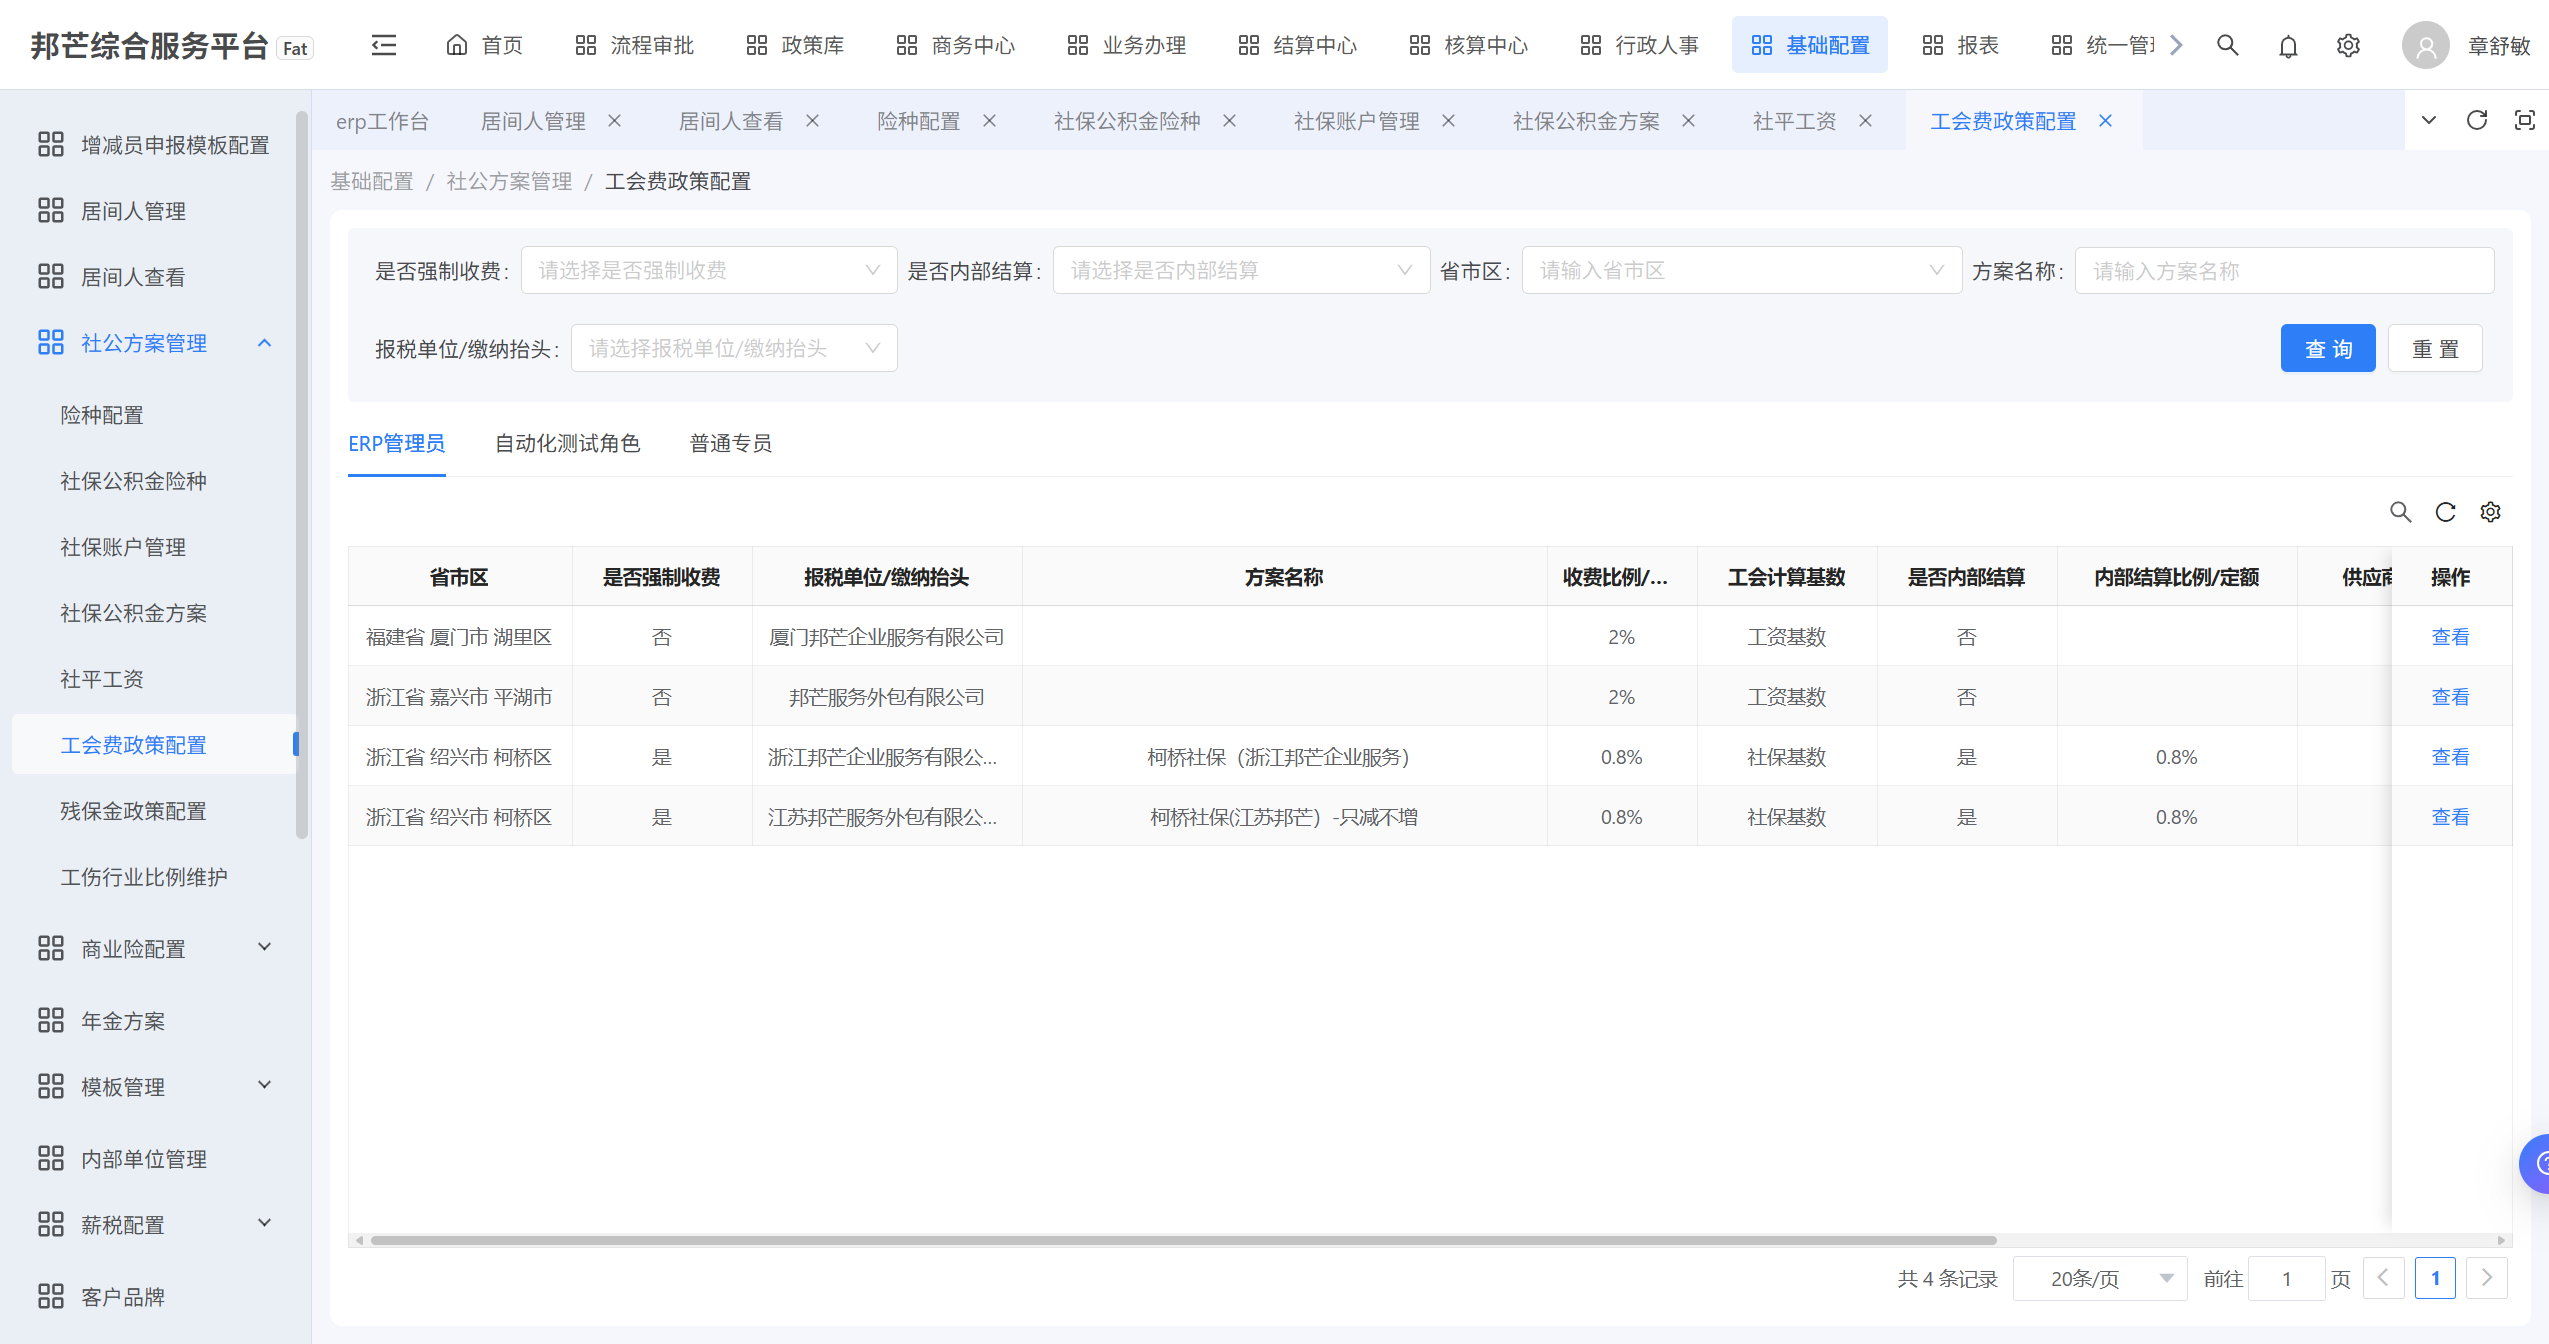 邦芒综合服务平台 Fat 首页 流程审批 政策库 商务中心 业务办理 结算中心 核算中心 行政人事 基础配置 报表 统一管 章舒敏
erp工作台 居间人管理 居间人查看 险种配置 社保公积金险种 社保账户管理 社保公积金方案 社平工资 工会费政策配置
基础配置 / 社公方案管理 / 工会费政策配置
增减员申报模板配置
居间人管理
居间人查看
社公方案管理
险种配置
社保公积金险种
社保账户管理
社保公积金方案
社平工资
工会费政策配置
残保金政策配置
工伤行业比例维护
商业险配置
年金方案
模板管理
内部单位管理
薪税配置
客户品牌
是否强制收费: 请选择是否强制收费 是否内部结算: 请选择是否内部结算 省市区: 请输入省市区 方案名称: 请输入方案名称
报税单位/缴纳抬头: 请选择报税单位/缴纳抬头 查 询 重 置
ERP管理员 自动化测试角色 普通专员
省市区 是否强制收费 报税单位/缴纳抬头 方案名称 收费比例/... 工会计算基数 是否内部结算 内部结算比例/定额 供应商 操作
福建省 厦门市 湖里区 否 厦门邦芒企业服务有限公司 2% 工资基数 否 查看
浙江省 嘉兴市 平湖市 否 邦芒服务外包有限公司 2% 工资基数 否 查看
浙江省 绍兴市 柯桥区 是 浙江邦芒企业服务有限公... 柯桥社保（浙江邦芒企业服务） 0.8% 社保基数 是 0.8% 查看
浙江省 绍兴市 柯桥区 是 江苏邦芒服务外包有限公... 柯桥社保(江苏邦芒）-只减不增 0.8% 社保基数 是 0.8% 查看
共 4 条记录 20条/页 前往 1 页 1